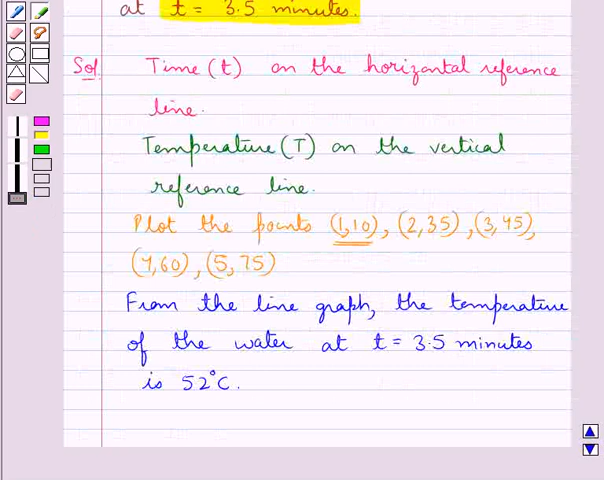 at t = 3.5 minutes.
Sol. Time (t) on the horizontal reference
line.
Temperature (T) on the vertical
reference line.
Plot the points (1,10), (2,35), (3,45),
(4,60), (5,75)
From the line graph, the temperature
of the water at t = 3.5 minutes
is 52°C.